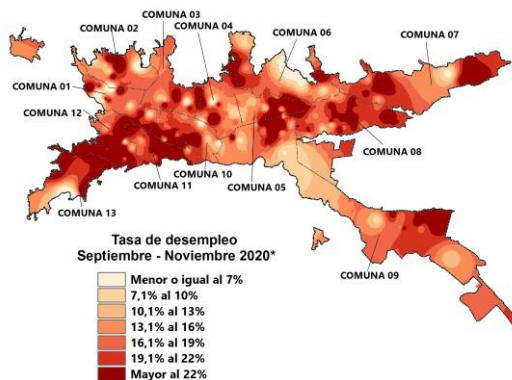 COMUNA 03
COMUNA 02
COMUNA 04
COMUNA 06
COMUNA 07
COMUNA 01
COMUNA 12
COMUNA 08
COMUNA 10
COMUNA 05
COMUNA 11
COMUNA 13
COMUNA 09
Tasa de desempleo
Septiembre - Noviembre 2020*
Menor o igual al 7%
7,1% al 10%
10,1% al 13%
13,1% al 16%
16,1% al 19%
19,1% al 22%
Mayor al 22%